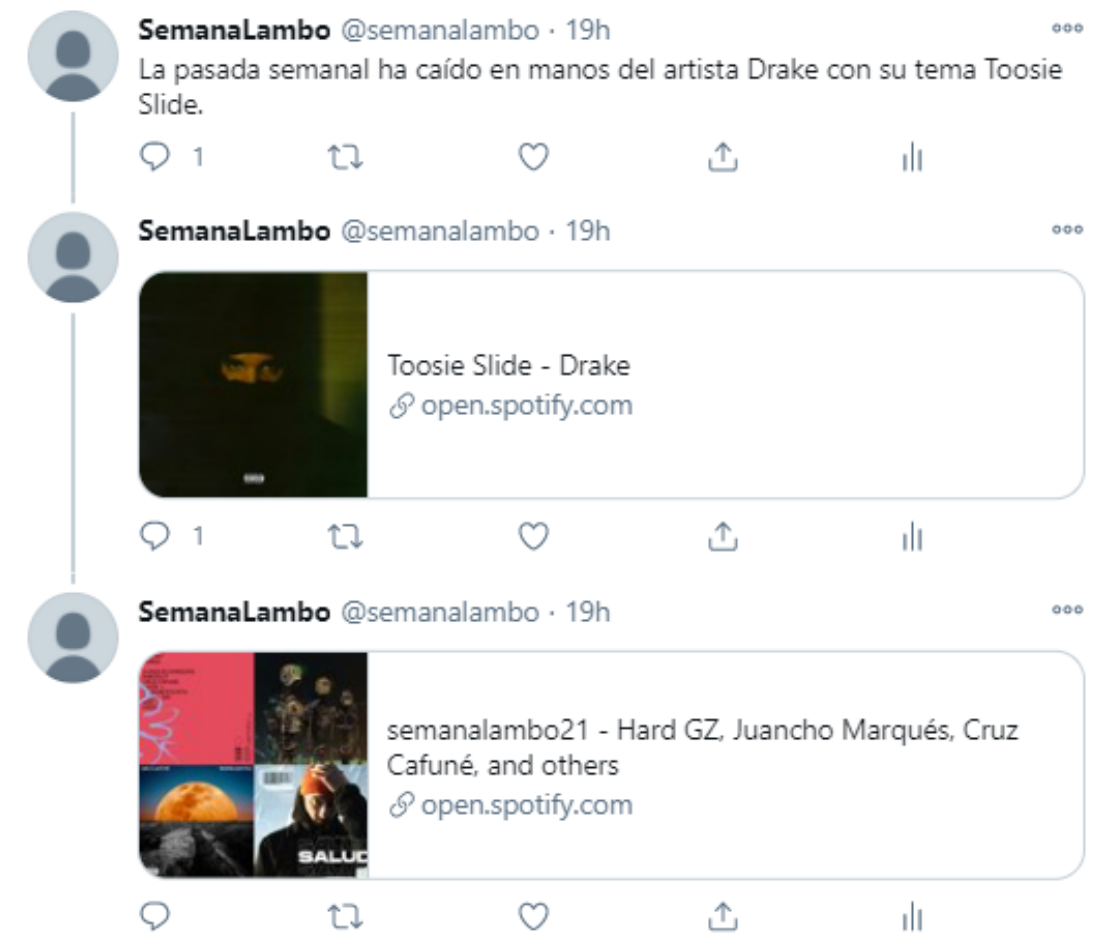 SemanaLambo @semanalambo · 19h
La pasada semanal ha caído en manos del artista Drake con su tema Toosie
Slide.
1
SemanaLambo @semanalambo · 19h
Toosie Slide - Drake
open.spotify.com
1
SemanaLambo @semanalambo · 19h
SALUD
semanalambo21 - Hard GZ, Juancho Marqués, Cruz
Cafuné, and others
open.spotify.com